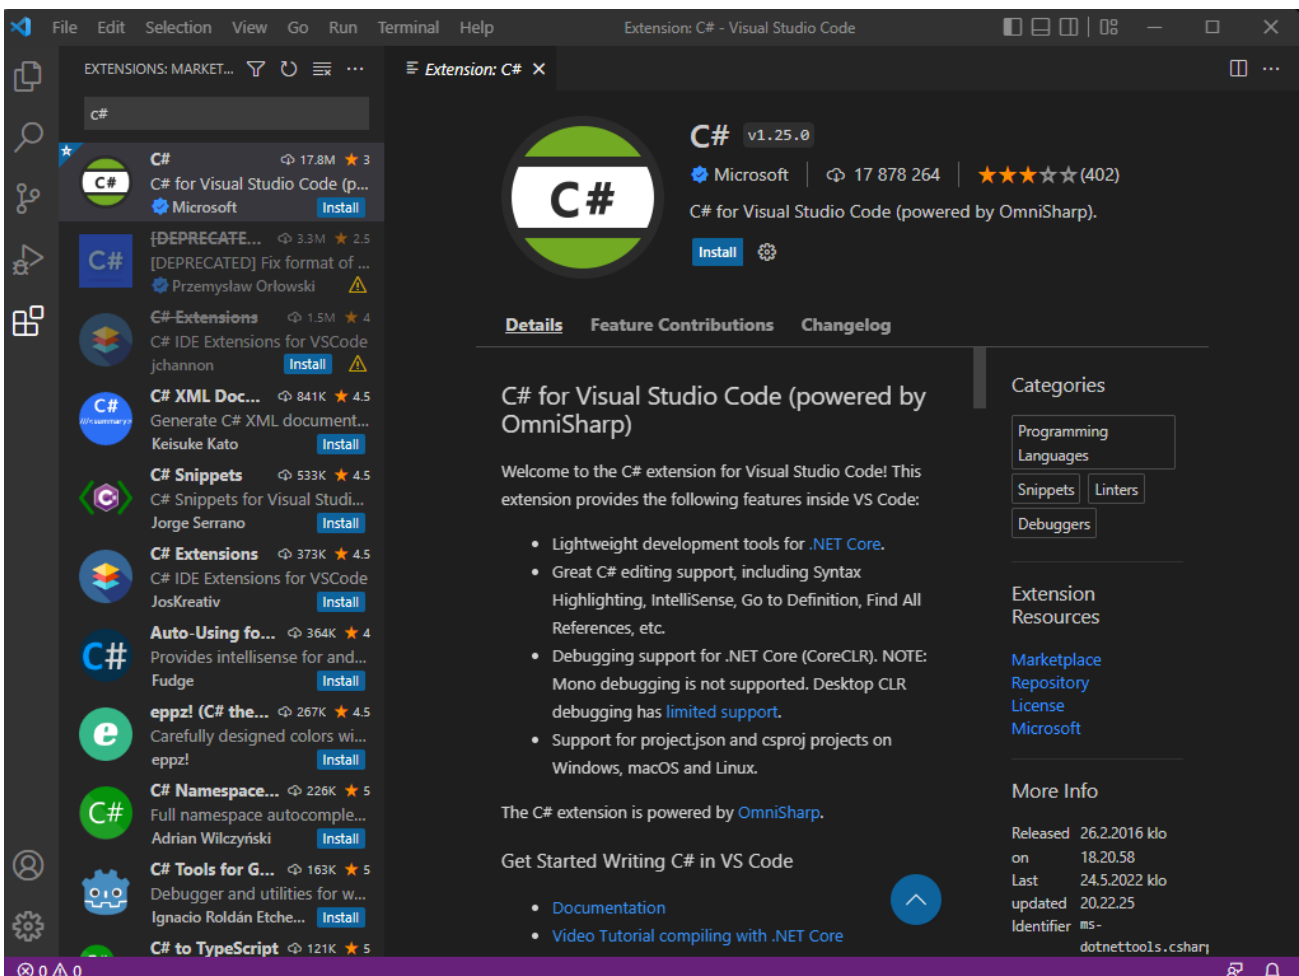 File Edit Selection View Go Run Terminal Help Extension: C# - Visual Studio Code
EXTENSIONS: MARKET...
c#
C# 17.8M 3
C# for Visual Studio Code (p...
Microsoft Install
[DEPRECATE... 3.3M 2.5
[DEPRECATED] Fix format of ...
Przemysław Orłowski
C# Extensions 1.5M 4
C# IDE Extensions for VSCode
jchannon Install
C# XML Doc... 841K 4.5
Generate C# XML document...
Keisuke Kato Install
C# Snippets 533K 4.5
C# Snippets for Visual Studi...
Jorge Serrano Install
C# Extensions 373K 4.5
C# IDE Extensions for VSCode
JosKreativ Install
Auto-Using fo... 364K 4
Provides intellisense for and...
Fudge Install
eppz! (C# the... 267K 4.5
Carefully designed colors wi...
eppz! Install
C# Namespace... 226K 5
Full namespace autocomple...
Adrian Wilczyński Install
C# Tools for G... 163K 5
Debugger and utilities for w...
Ignacio Roldán Etche... Install
C# to TypeScript 121K 5
C#
C#
C#
///<summary>
C
C#
e
C#
Extension: C#
C#
C# v1.25.0
Microsoft 17 878 264 (402)
C# for Visual Studio Code (powered by OmniSharp).
Install
Details Feature Contributions Changelog
C# for Visual Studio Code (powered by
OmniSharp)
Welcome to the C# extension for Visual Studio Code! This
extension provides the following features inside VS Code:
• Lightweight development tools for .NET Core.
• Great C# editing support, including Syntax
Highlighting, IntelliSense, Go to Definition, Find All
References, etc.
• Debugging support for .NET Core (CoreCLR). NOTE:
Mono debugging is not supported. Desktop CLR
debugging has limited support.
• Support for project.json and csproj projects on
Windows, macOS and Linux.
The C# extension is powered by OmniSharp.
Get Started Writing C# in VS Code
• Documentation
• Video Tutorial compiling with .NET Core
Categories
Programming
Languages
Snippets Linters
Debuggers
Extension
Resources
Marketplace
Repository
License
Microsoft
More Info
Released 26.2.2016 klo
on 18.20.58
Last 24.5.2022 klo
updated 20.22.25
Identifier ms-
dotnettools.csharp
0 0